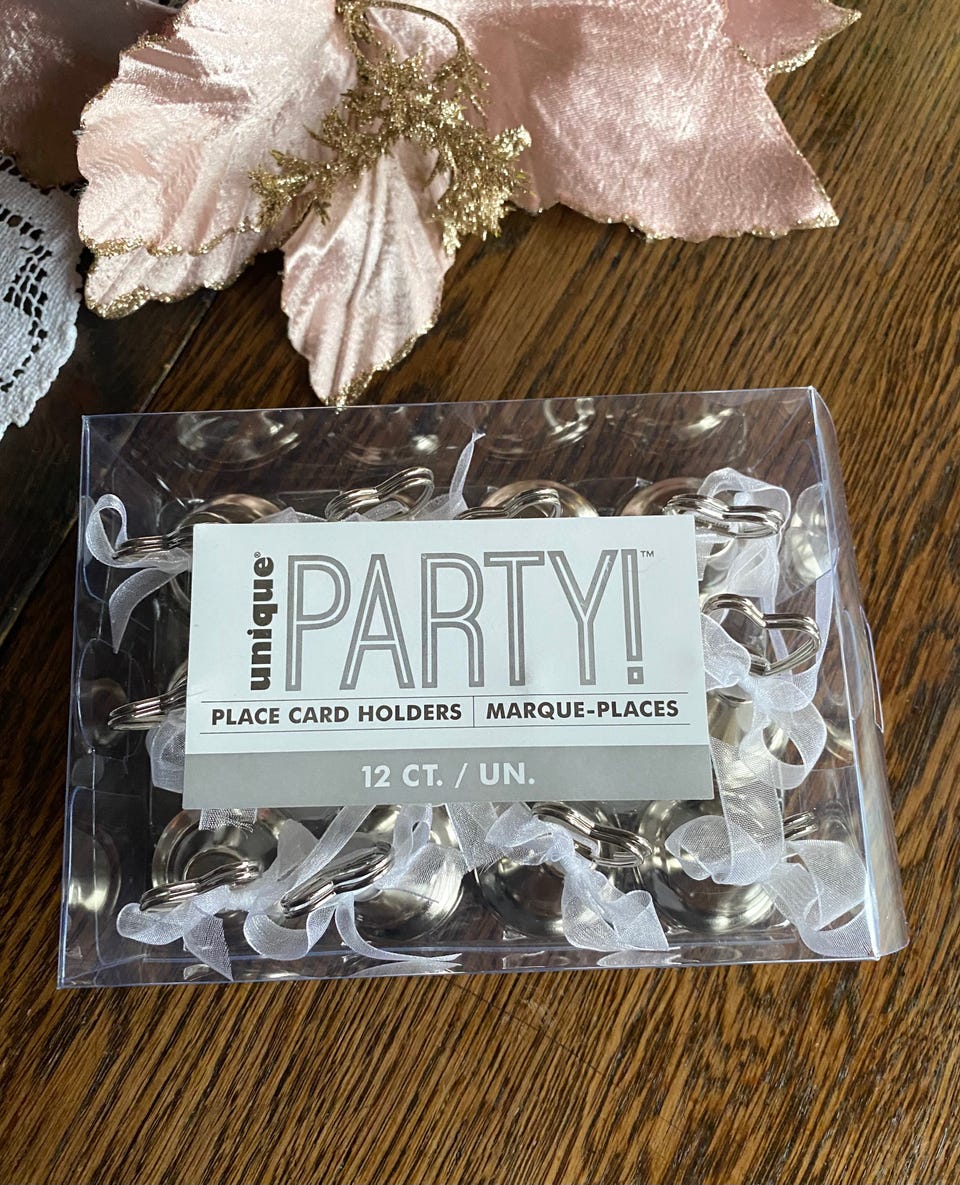 unique®
PARTY!™
PLACE CARD HOLDERS | MARQUE-PLACES
12 CT. / UN.